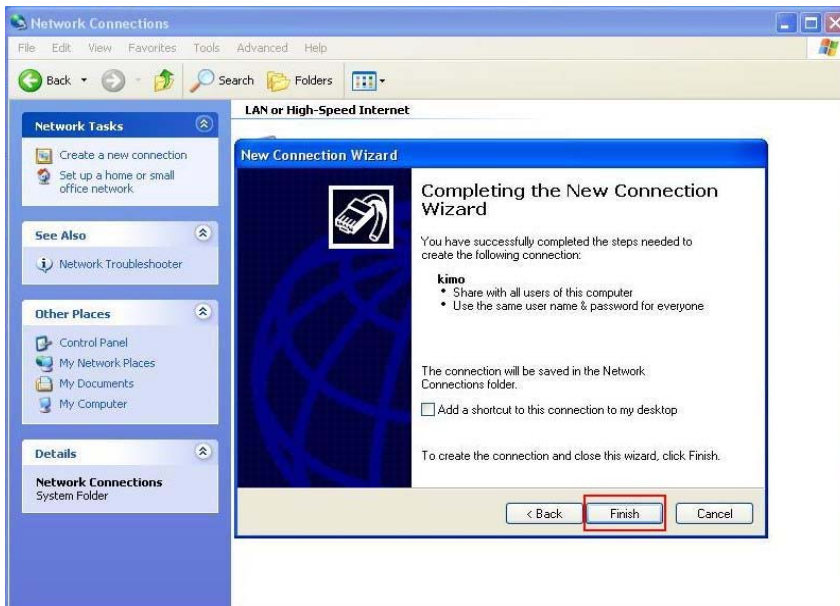 Network Connections
File Edit View Favorites Tools Advanced Help
Back Search Folders
Network Tasks
Create a new connection
Set up a home or small
office network
See Also
Network Troubleshooter
Other Places
Control Panel
My Network Places
My Documents
My Computer
Details
Network Connections
System Folder
LAN or High-Speed Internet
New Connection Wizard
Completing the New Connection
Wizard
You have successfully completed the steps needed to
create the following connection:
kimo
• Share with all users of this computer
• Use the same user name & password for everyone
The connection will be saved in the Network
Connections folder.
Add a shortcut to this connection to my desktop
To create the connection and close this wizard, click Finish.
< Back Finish Cancel